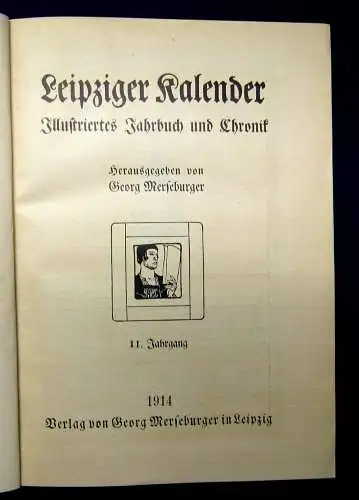 Leipziger Kalender
Illustriertes Jahrbuch und Chronik
Herausgegeben von
Georg Merseburger
11. Jahrgang
1914
Verlag von Georg Merseburger in Leipzig